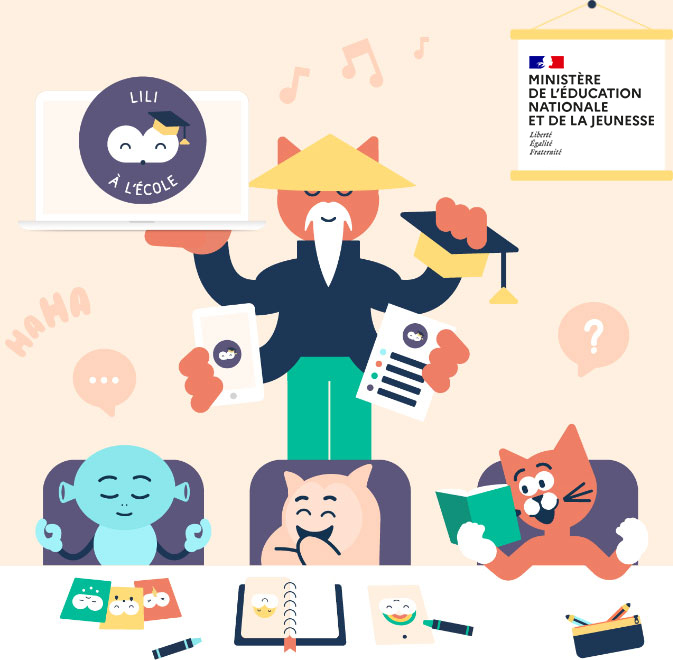 LILI
À L'ÉCOLE
MINISTÈRE
DE L'ÉDUCATION
NATIONALE
ET DE LA JEUNESSE
Liberté
Égalité
Fraternité
HAHA
...
?